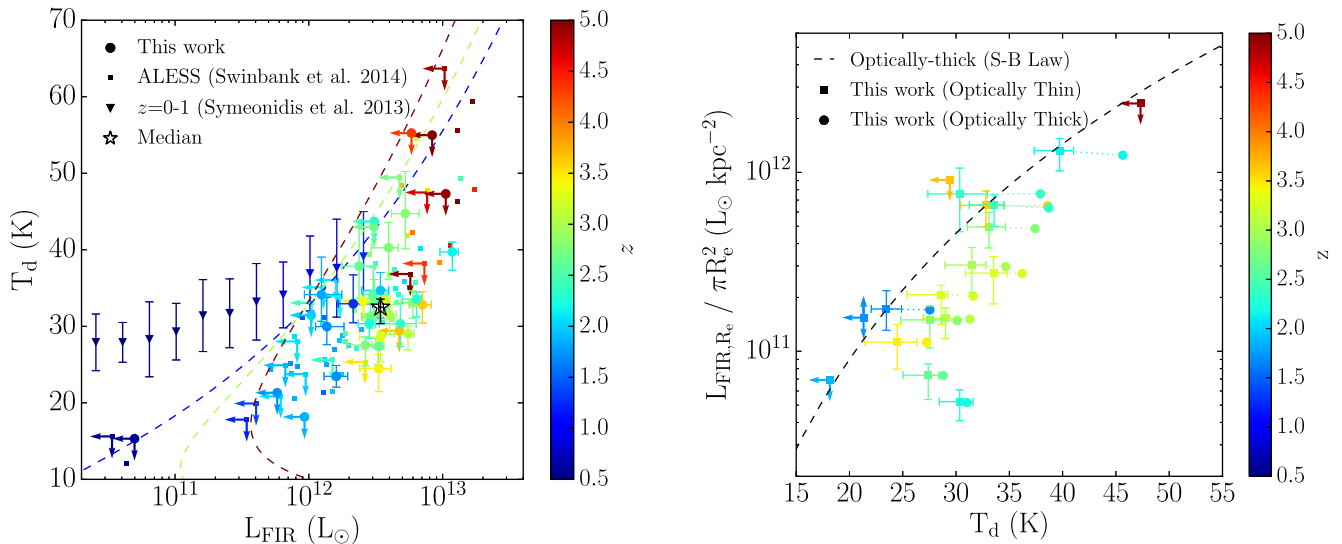 70
60
50
40
30
20
10
T_d (K)
This work
ALESS (Swinbank et al. 2014)
z=0-1 (Symeonidis et al. 2013)
Median
10^11
10^12
10^13
L_FIR (L_⊙)
5.0
4.5
4.0
3.5
3.0
2.5
2.0
1.5
1.0
0.5
z
L_FIR,R_e / πR_e^2 (L_⊙ kpc^−2)
10^12
10^11
Optically-thick (S-B Law)
This work (Optically Thin)
This work (Optically Thick)
15 20 25 30 35 40 45 50 55
T_d (K)
5.0
4.5
4.0
3.5
3.0
2.5
2.0
1.5
1.0
0.5
z